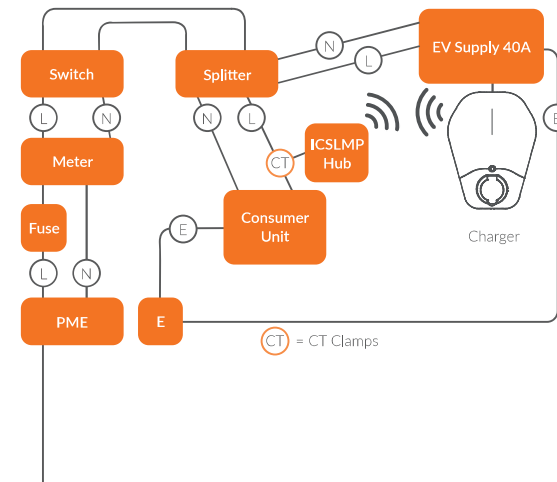 N
EV Supply 40A
Switch
Splitter
L
L
N
N
L
E
ICSLMP
Hub
CT
Meter
Consumer
Unit
Fuse
E
Charger
L
N
PME
E
CT = CT Clamps